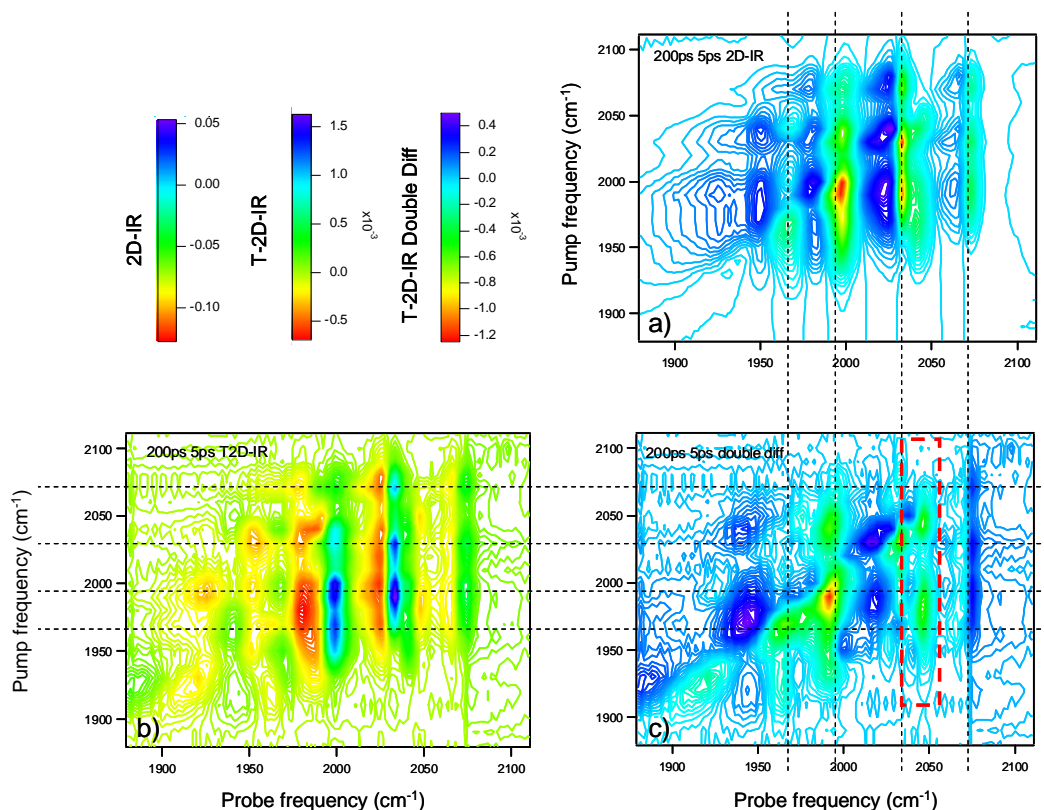 2D-IR
0.05
0.00
-0.05
-0.10
T-2D-IR
1.5
1.0
0.5
0.0
-0.5
x10⁻³
T-2D-IR Double Diff
0.4
0.2
0.0
-0.2
-0.4
-0.6
-0.8
-1.0
-1.2
x10⁻³
200ps 5ps 2D-IR
a)
Pump frequency (cm⁻¹)
2100
2050
2000
1950
1900
1900 1950 2000 2050 2100
200ps 5ps T2D-IR
b)
Pump frequency (cm⁻¹)
2100
2050
2000
1950
1900
1900 1950 2000 2050 2100
Probe frequency (cm⁻¹)
200ps 5ps double diff
c)
2100
2050
2000
1950
1900
1900 1950 2000 2050 2100
Probe frequency (cm⁻¹)